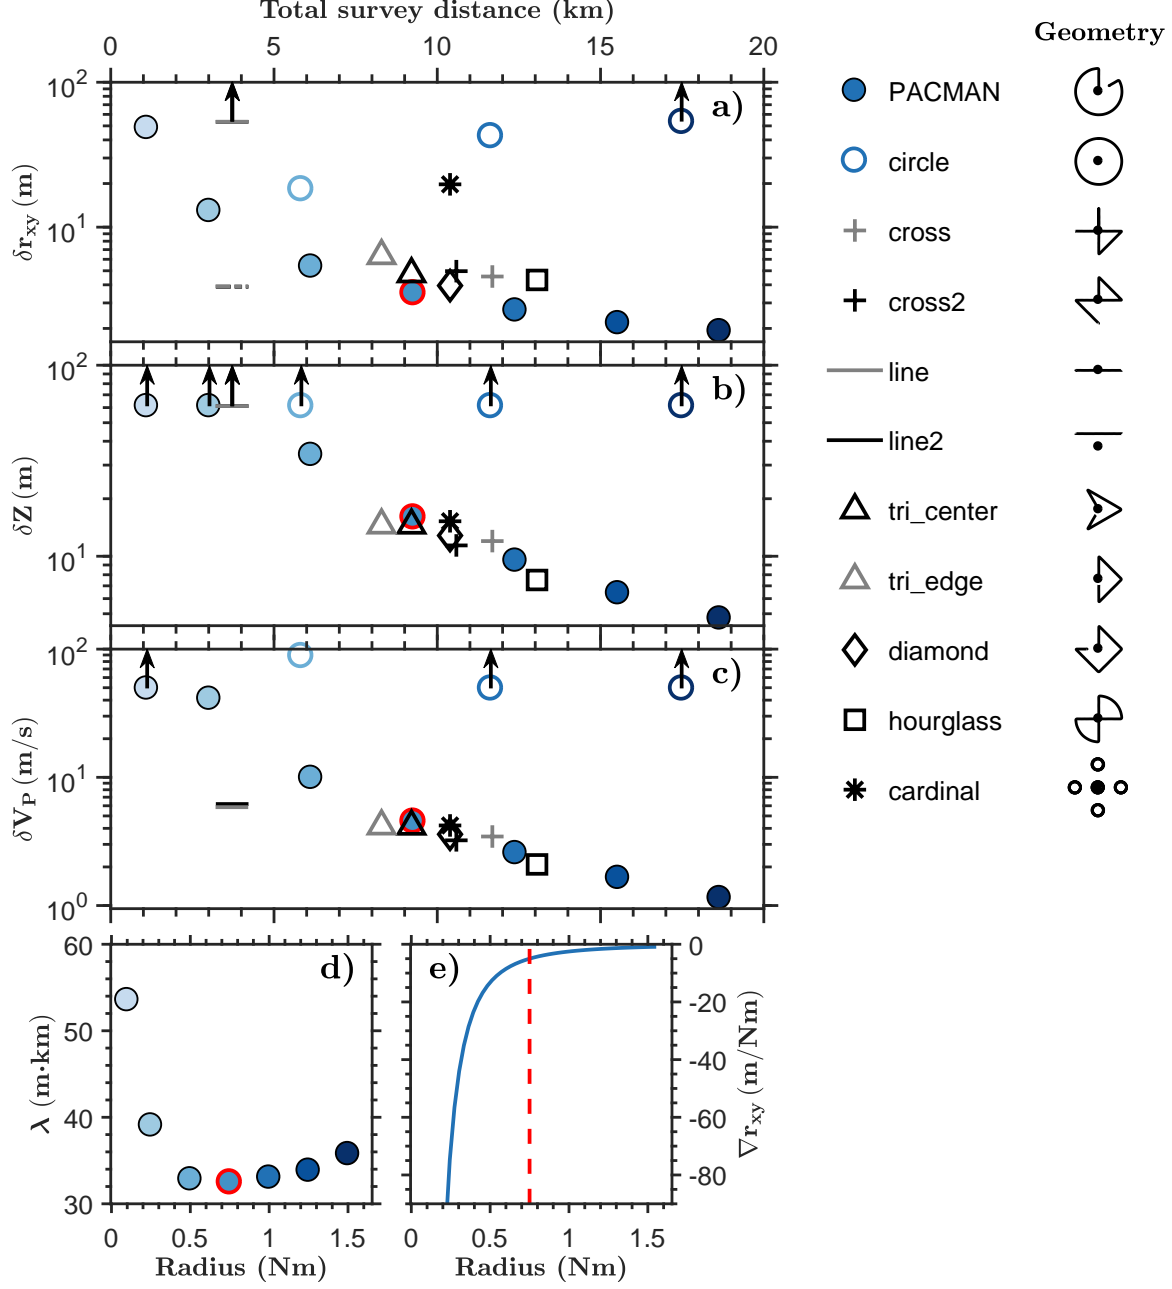 Total survey distance (km)
0 5 10 15 20
Geometry
10² 10¹
δr_xy (m)
a)
10² 10¹
δZ (m)
b)
10² 10¹ 10⁰
δV_P (m/s)
c)
PACMAN
circle
cross
cross2
line
line2
tri_center
tri_edge
diamond
hourglass
cardinal
60 50 40 30
λ (m·km)
d)
0 0.5 1 1.5
Radius (Nm)
e)
0 -20 -40 -60 -80
∇r_xy (m/Nm)
0 0.5 1 1.5
Radius (Nm)